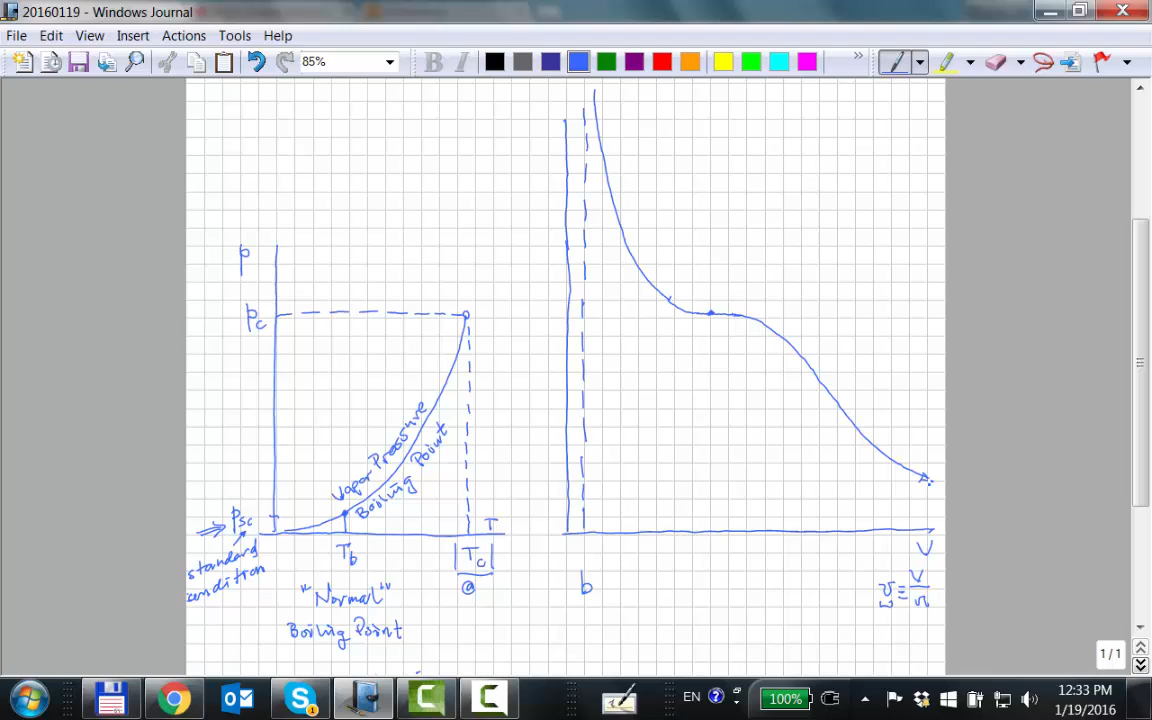 20160119 - Windows Journal
File Edit View Insert Actions Tools Help
85%
B I
p
pc
Vapor Pressure
Boiling Point
psc
standard
condition
T
Tb
Tc
@
"Normal"
Boiling Point
b
V
v ≡ V/n
1/1
EN
100%
12:33 PM
1/19/2016